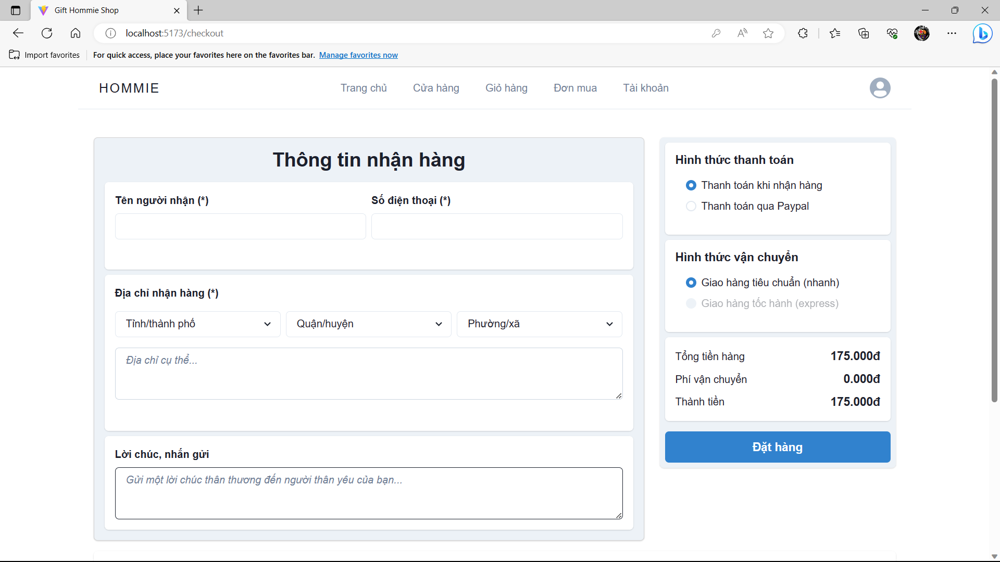 Gift Hommie Shop
localhost:5173/checkout
Import favorites
For quick access, place your favorites here on the favorites bar. Manage favorites now
HOMMIE
Trang chủ
Cửa hàng
Giỏ hàng
Đơn mua
Tài khoản
Thông tin nhận hàng
Tên người nhận (*)
Số điện thoại (*)
Địa chỉ nhận hàng (*)
Tỉnh/thành phố
Quận/huyện
Phường/xã
Địa chỉ cụ thể...
Lời chúc, nhắn gửi
Gửi một lời chúc thân thương đến người thân yêu của bạn...
Hình thức thanh toán
Thanh toán khi nhận hàng
Thanh toán qua Paypal
Hình thức vận chuyển
Giao hàng tiêu chuẩn (nhanh)
Giao hàng tốc hành (express)
Tổng tiền hàng 175.000đ
Phí vận chuyển 0.000đ
Thành tiền 175.000đ
Đặt hàng